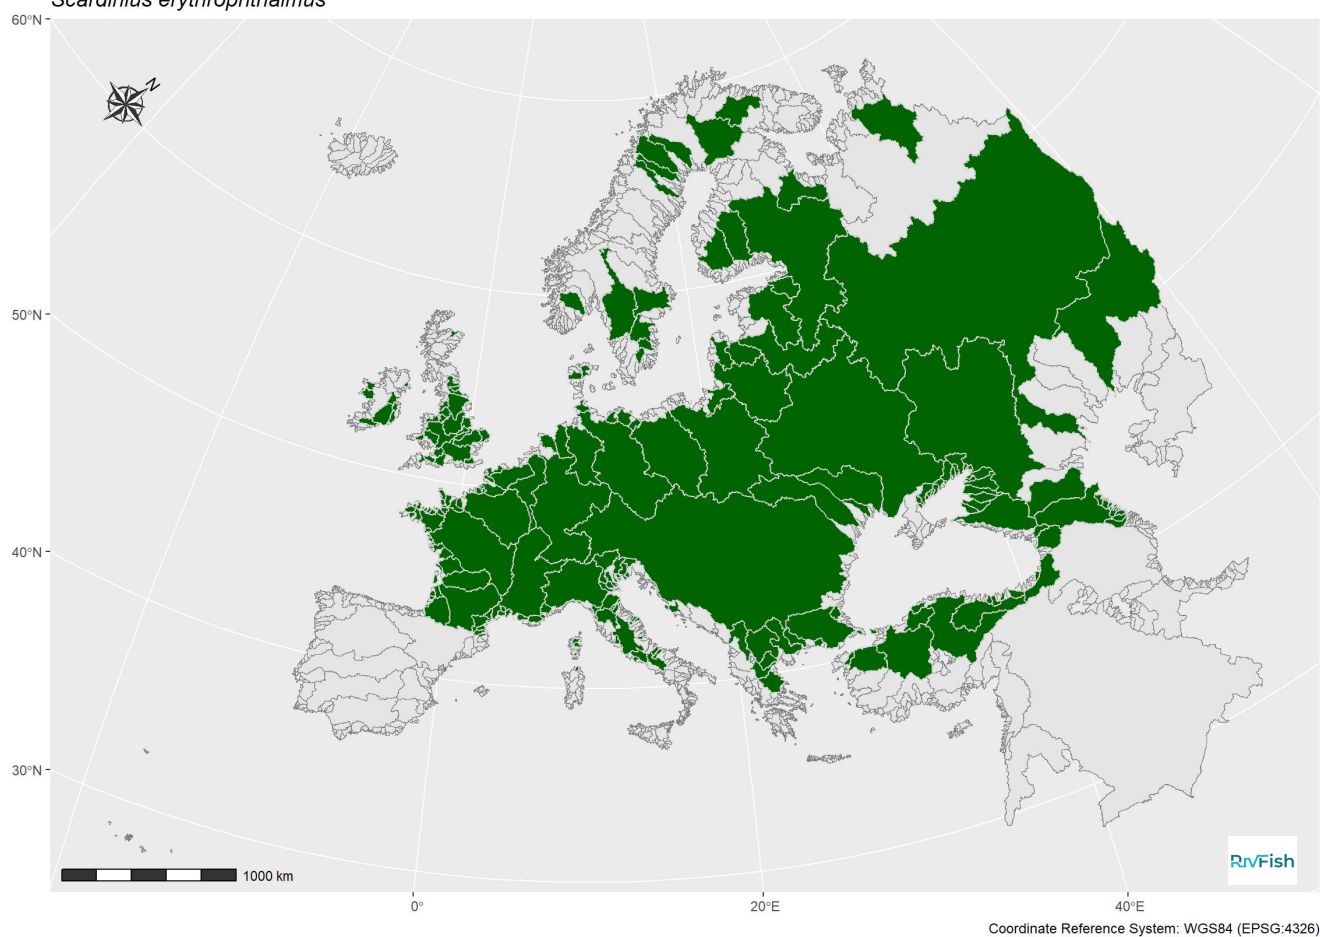 Scardinius erythrophthalmus
60°N
N
50°N
40°N
30°N
1000 km
RivFish
0°
20°E
40°E
Coordinate Reference System: WGS84 (EPSG:4326)